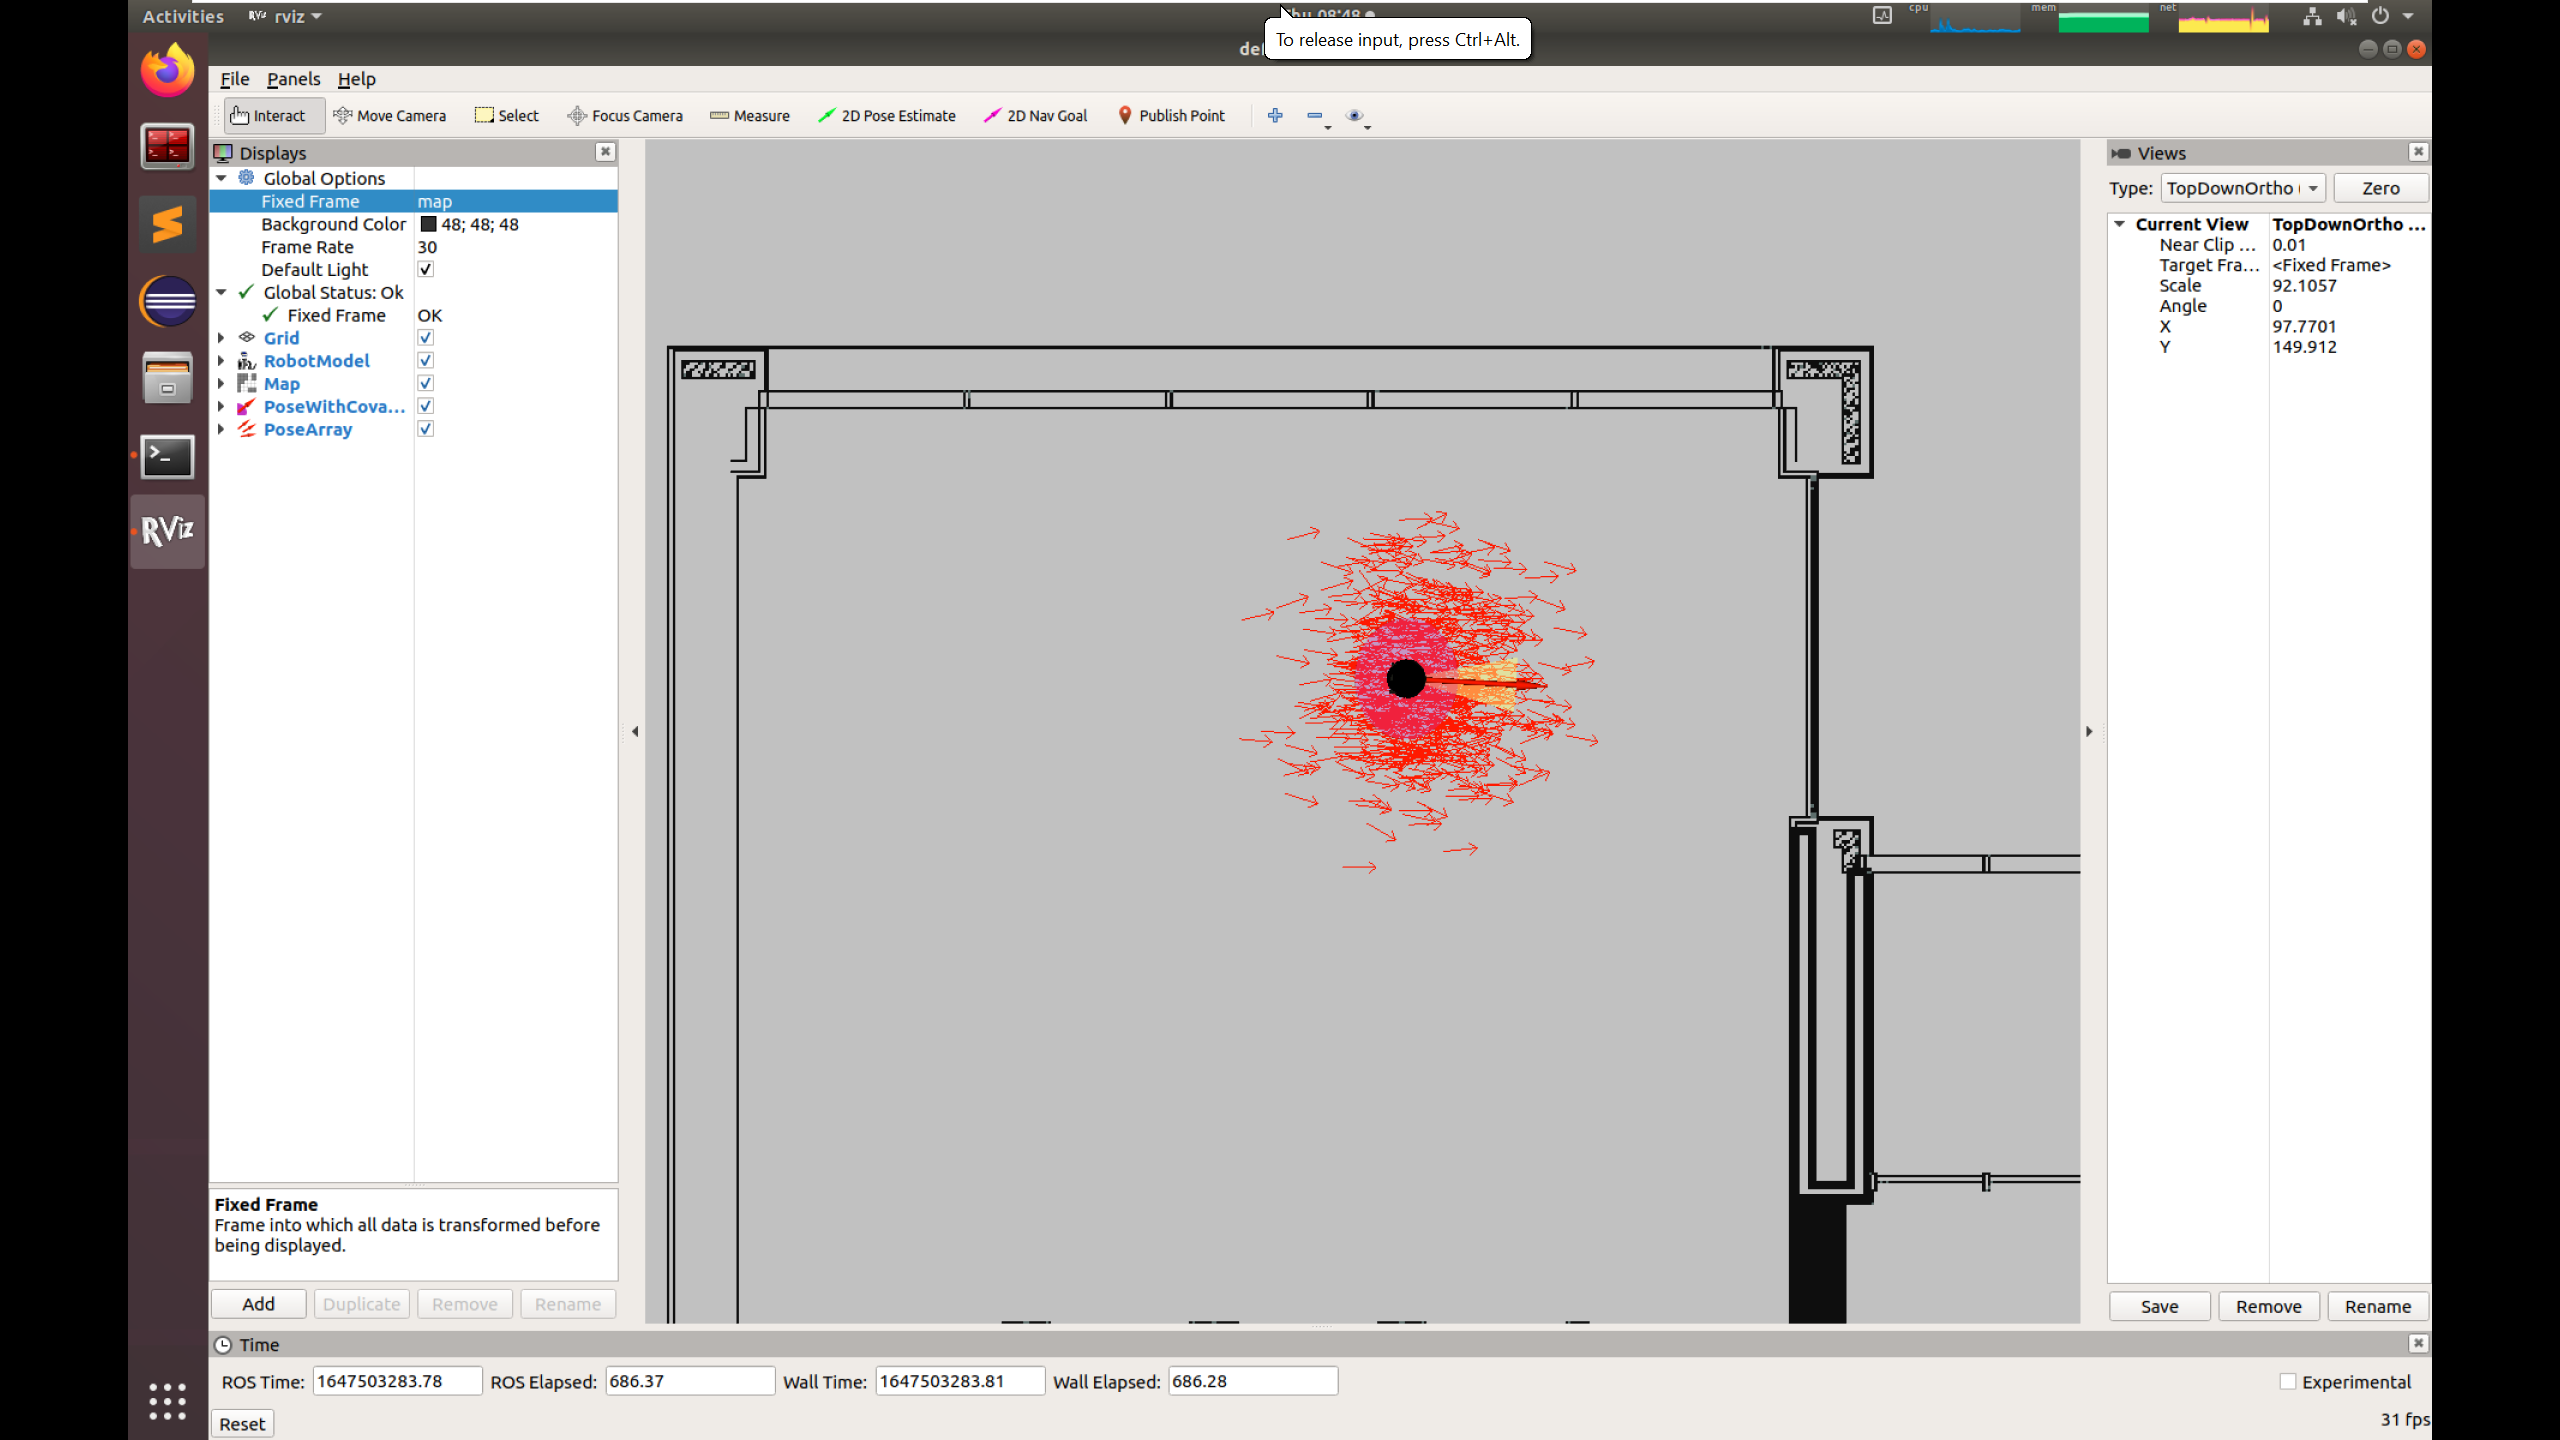 Activities
RViz rviz
cpu
mem
net
To release input, press Ctrl+Alt.
File Panels Help
Interact Move Camera Select Focus Camera Measure 2D Pose Estimate 2D Nav Goal Publish Point
Displays
Global Options
Fixed Frame map
Background Color 48; 48; 48
Frame Rate 30
Default Light
Global Status: Ok
Fixed Frame OK
Grid
RobotModel
Map
PoseWithCova...
PoseArray
RViz
Fixed Frame
Frame into which all data is transformed before
being displayed.
Add Duplicate Remove Rename
Views
Type: TopDownOrtho Zero
Current View TopDownOrtho ...
Near Clip ... 0.01
Target Fra... <Fixed Frame>
Scale 92.1057
Angle 0
X 97.7701
Y 149.912
Save Remove Rename
Time
ROS Time: 1647503283.78 ROS Elapsed: 686.37 Wall Time: 1647503283.81 Wall Elapsed: 686.28 Experimental
Reset 31 fps